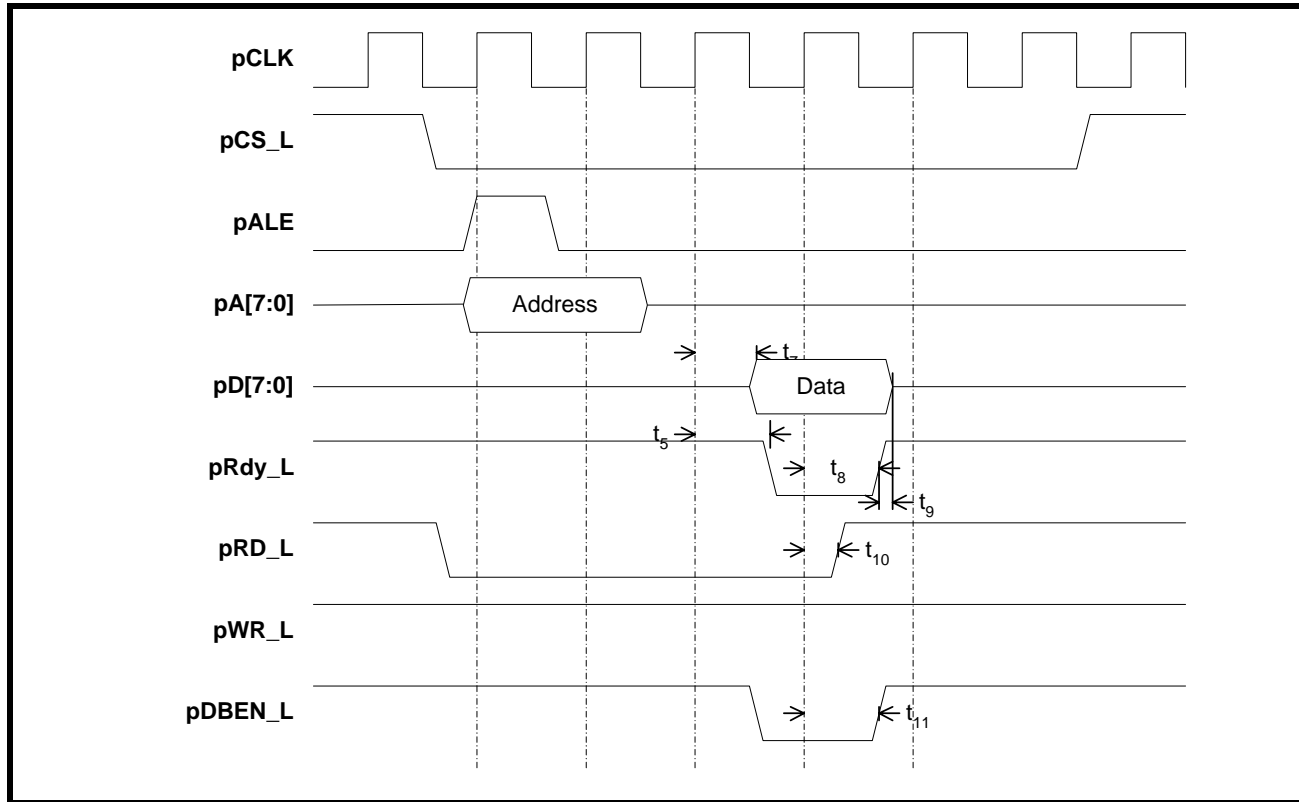 pCLK
pCS_L
pALE
pA[7:0]
Address
t7
pD[7:0]
Data
t5
pRdy_L
t8
t9
pRD_L
t10
pWR_L
pDBEN_L
t11